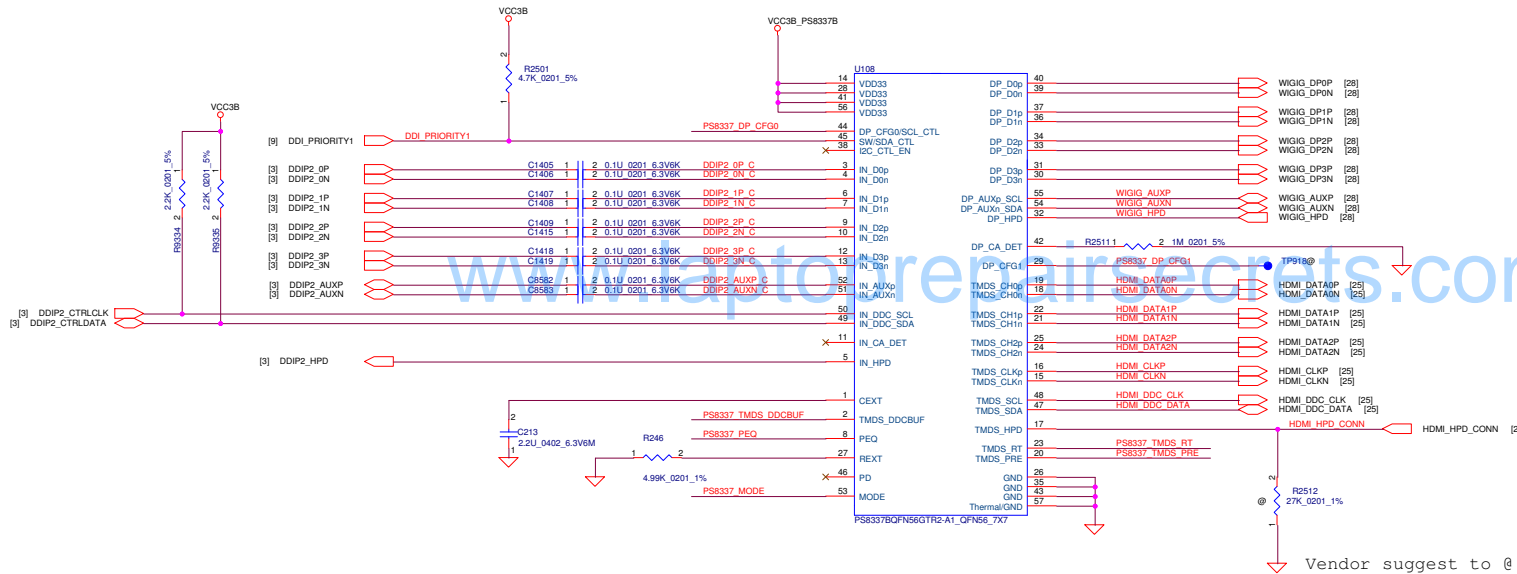 VCC3B
VCC3B_PS8337B
R2501
4.7K_0201_5%
2
1
VCC3B
2.2K_0201_5%
2.2K_0201_5%
1
1
2
2
R9334
R9335
[9] DDI_PRIORITY1
DDI_PRIORITY1
PS8337_DP_CFG0
[3] DDIP2_0P C1405 1 2 0.1U_0201_6.3V6K DDIP2_0P_C
[3] DDIP2_0N C1406 1 2 0.1U_0201_6.3V6K DDIP2_0N_C
[3] DDIP2_1P C1407 1 2 0.1U_0201_6.3V6K DDIP2_1P_C
[3] DDIP2_1N C1408 1 2 0.1U_0201_6.3V6K DDIP2_1N_C
[3] DDIP2_2P C1409 1 2 0.1U_0201_6.3V6K DDIP2_2P_C
[3] DDIP2_2N C1415 1 2 0.1U_0201_6.3V6K DDIP2_2N_C
[3] DDIP2_3P C1418 1 2 0.1U_0201_6.3V6K DDIP2_3P_C
[3] DDIP2_3N C1419 1 2 0.1U_0201_6.3V6K DDIP2_3N_C
[3] DDIP2_AUXP C8582 1 2 0.1U_0201_6.3V6K DDIP2_AUXP_C
[3] DDIP2_AUXN C8583 1 2 0.1U_0201_6.3V6K DDIP2_AUXN_C
[3] DDIP2_CTRLCLK
[3] DDIP2_CTRLDATA
[3] DDIP2_HPD
2
C213
2.2U_0402_6.3V6M
1
PS8337_TMDS_DDCBUF
PS8337_PEQ
R246
1 2
4.99K_0201_1%
PS8337_MODE
U108
14 VDD33
28 VDD33
41 VDD33
56 VDD33
44 DP_CFG0/SCL_CTL
45 SW/SDA_CTL
38 I2C_CTL_EN
3 IN_D0p
4 IN_D0n
6 IN_D1p
7 IN_D1n
9 IN_D2p
10 IN_D2n
12 IN_D3p
13 IN_D3n
52 IN_AUXp
51 IN_AUXn
50 IN_DDC_SCL
49 IN_DDC_SDA
11 IN_CA_DET
5 IN_HPD
1 CEXT
2 TMDS_DDCBUF
8 PEQ
27 REXT
46 PD
53 MODE
PS8337BQFN56GTR2-A1_QFN56_7X7
DP_D0p 40 WIGIG_DP0P [28]
DP_D0n 39 WIGIG_DP0N [28]
DP_D1p 37 WIGIG_DP1P [28]
DP_D1n 36 WIGIG_DP1N [28]
DP_D2p 34 WIGIG_DP2P [28]
DP_D2n 33 WIGIG_DP2N [28]
DP_D3p 31 WIGIG_DP3P [28]
DP_D3n 30 WIGIG_DP3N [28]
DP_AUXp_SCL 55 WIGIG_AUXP WIGIG_AUXP [28]
DP_AUXn_SDA 54 WIGIG_AUXN WIGIG_AUXN [28]
DP_HPD 32 WIGIG_HPD WIGIG_HPD [28]
DP_CA_DET 42 R2511 1 2 1M_0201_5%
DP_CFG1 29 PS8337_DP_CFG1 TP918@
TMDS_CH0p 19 HDMI_DATA0P HDMI_DATA0P [25]
TMDS_CH0n 18 HDMI_DATA0N HDMI_DATA0N [25]
TMDS_CH1p 22 HDMI_DATA1P HDMI_DATA1P [25]
TMDS_CH1n 21 HDMI_DATA1N HDMI_DATA1N [25]
TMDS_CH2p 25 HDMI_DATA2P HDMI_DATA2P [25]
TMDS_CH2n 24 HDMI_DATA2N HDMI_DATA2N [25]
TMDS_CLKp 16 HDMI_CLKP HDMI_CLKP [25]
TMDS_CLKn 15 HDMI_CLKN HDMI_CLKN [25]
TMDS_SCL 48 HDMI_DDC_CLK HDMI_DDC_CLK [25]
TMDS_SDA 47 HDMI_DDC_DATA HDMI_DDC_DATA [25]
TMDS_HPD 17 HDMI_HPD_CONN HDMI_HPD_CONN [2
TMDS_RT 23 PS8337_TMDS_RT
TMDS_PRE 20 PS8337_TMDS_PRE
GND 26
GND 35
GND 43
Thermal/GND 57
2
@ R2512
27K_0201_1%
1
Vendor suggest to @
www.laptoprepairsecrets.com